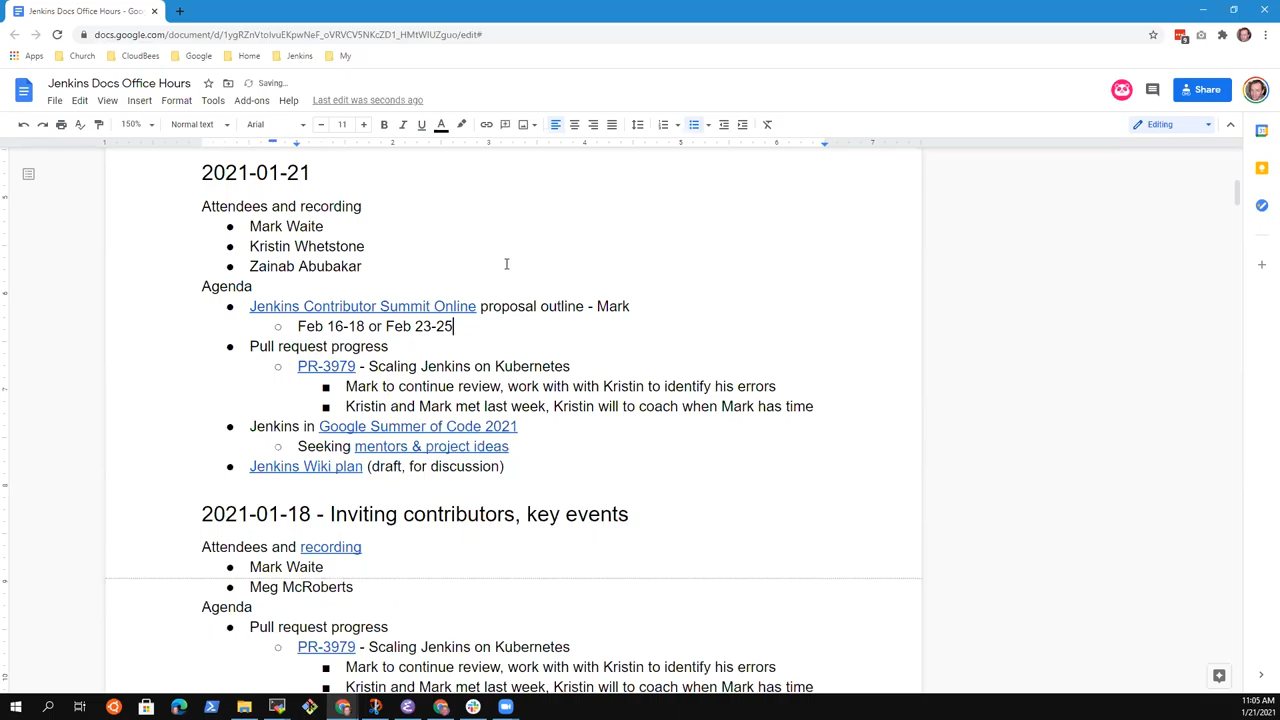 Jenkins Docs Office Hours - Goo
docs.google.com/document/d/1ygRZnVtoIvuEKpwNeF_oVRVCV5NKcZD1_HMtWIUZguo/edit#
Apps Church CloudBees Google Home Jenkins My
Jenkins Docs Office Hours Saving...
File Edit View Insert Format Tools Add-ons Help Last edit was seconds ago
Share
150% Normal text Arial 11 Editing
1 2 3 4 5 6 7
2021-01-21
Attendees and recording
● Mark Waite
● Kristin Whetstone
● Zainab Abubakar
Agenda
● Jenkins Contributor Summit Online proposal outline - Mark
○ Feb 16-18 or Feb 23-25
● Pull request progress
○ PR-3979 - Scaling Jenkins on Kubernetes
■ Mark to continue review, work with with Kristin to identify his errors
■ Kristin and Mark met last week, Kristin will to coach when Mark has time
● Jenkins in Google Summer of Code 2021
○ Seeking mentors & project ideas
● Jenkins Wiki plan (draft, for discussion)
2021-01-18 - Inviting contributors, key events
Attendees and recording
● Mark Waite
● Meg McRoberts
Agenda
● Pull request progress
○ PR-3979 - Scaling Jenkins on Kubernetes
■ Mark to continue review, work with with Kristin to identify his errors
■ Kristin and Mark met last week, Kristin will to coach when Mark has time
11:05 AM
1/21/2021